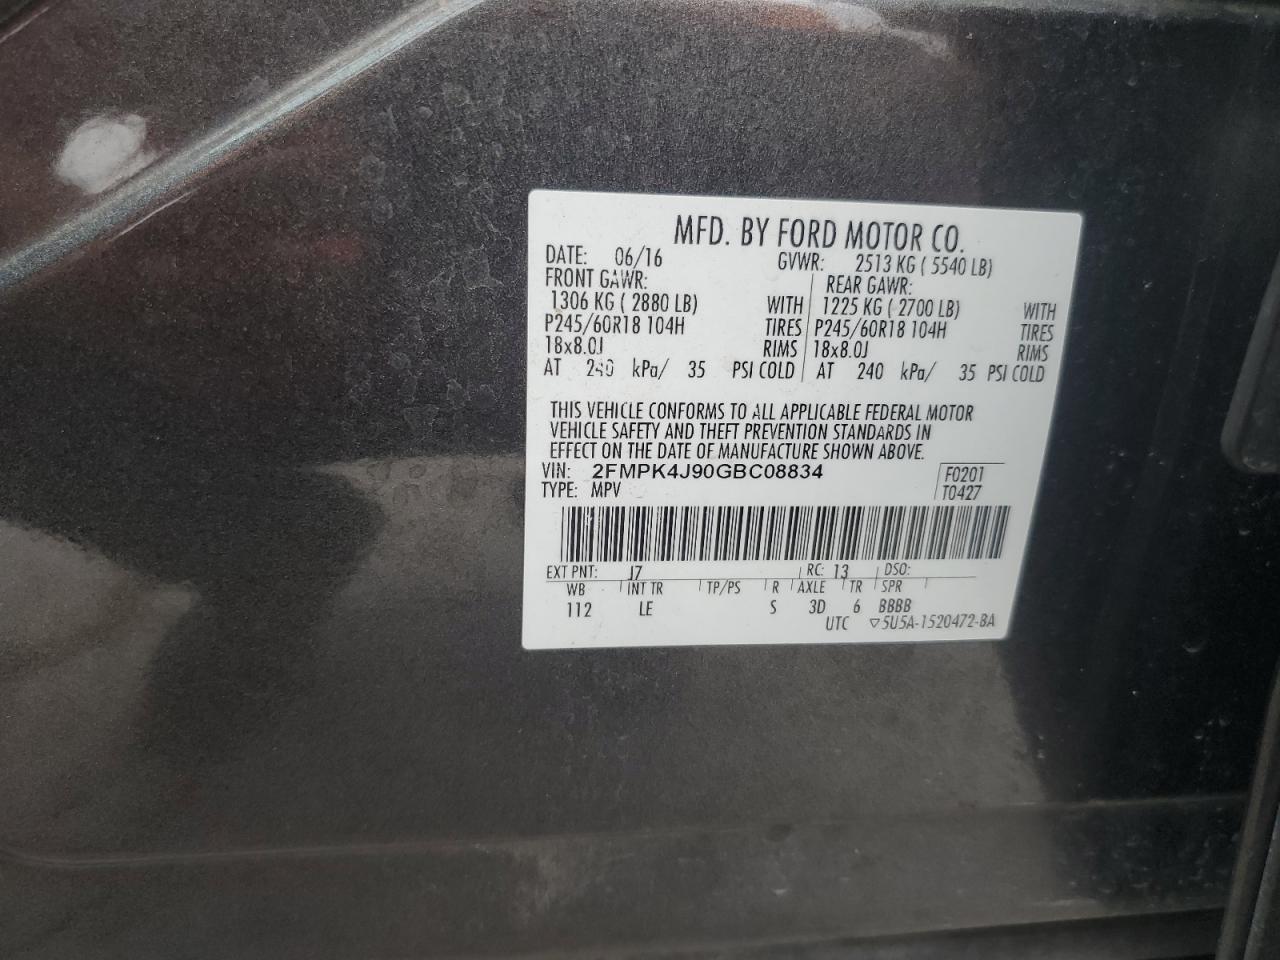 MFD. BY FORD MOTOR CO.
DATE: 06/16 GVWR: 2513 KG ( 5540 LB)
FRONT GAWR: REAR GAWR:
1306 KG ( 2880 LB) WITH 1225 KG ( 2700 LB) WITH
P245/60R18 104H TIRES P245/60R18 104H TIRES
18x8.0J RIMS 18x8.0J RIMS
AT 240 kPa/ 35 PSI COLD AT 240 kPa/ 35 PSI COLD
THIS VEHICLE CONFORMS TO ALL APPLICABLE FEDERAL MOTOR
VEHICLE SAFETY AND THEFT PREVENTION STANDARDS IN
EFFECT ON THE DATE OF MANUFACTURE SHOWN ABOVE.
VIN: 2FMPK4J90GBC08834 F0201
TYPE: MPV T0427
EXT PNT: J7 RC: 13 DSO:
WB INT TR TP/PS R AXLE TR SPR
112 LE S 3D 6 BBBB
UTC ▽5U5A-1520472-BA